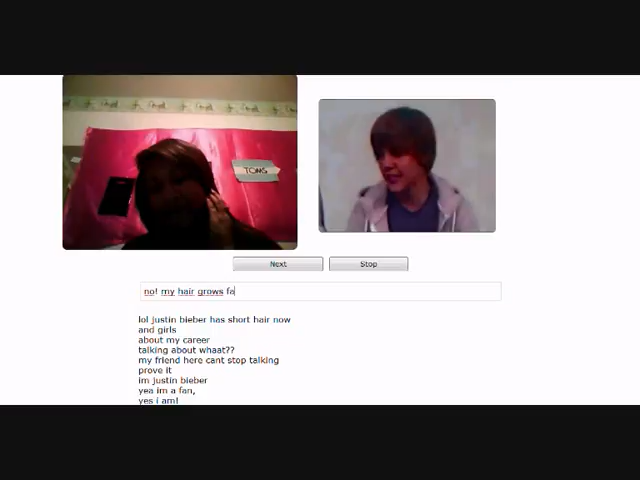 TOMS
Next
Stop
no! my hair grows fa
lol justin bieber has short hair now
and girls
about my career
talking about whaat??
my friend here cant stop talking
prove it
im justin bieber
yea im a fan,
yes i am!